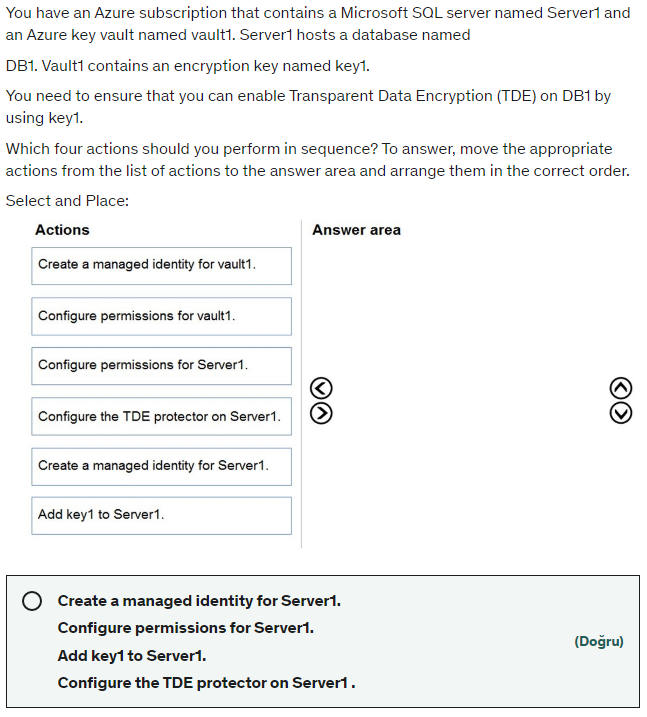 You have an Azure subscription that contains a Microsoft SQL server named Server1 and
an Azure key vault named vault1. Server1 hosts a database named
DB1. Vault1 contains an encryption key named key1.
You need to ensure that you can enable Transparent Data Encryption (TDE) on DB1 by
using key1.
Which four actions should you perform in sequence? To answer, move the appropriate
actions from the list of actions to the answer area and arrange them in the correct order.
Select and Place:
Actions
Answer area
Create a managed identity for vault1.
Configure permissions for vault1.
Configure permissions for Server1.
Configure the TDE protector on Server1.
Create a managed identity for Server1.
Add key1 to Server1.
Create a managed identity for Server1.
Configure permissions for Server1.
(Doğru)
Add key1 to Server1.
Configure the TDE protector on Server1 .